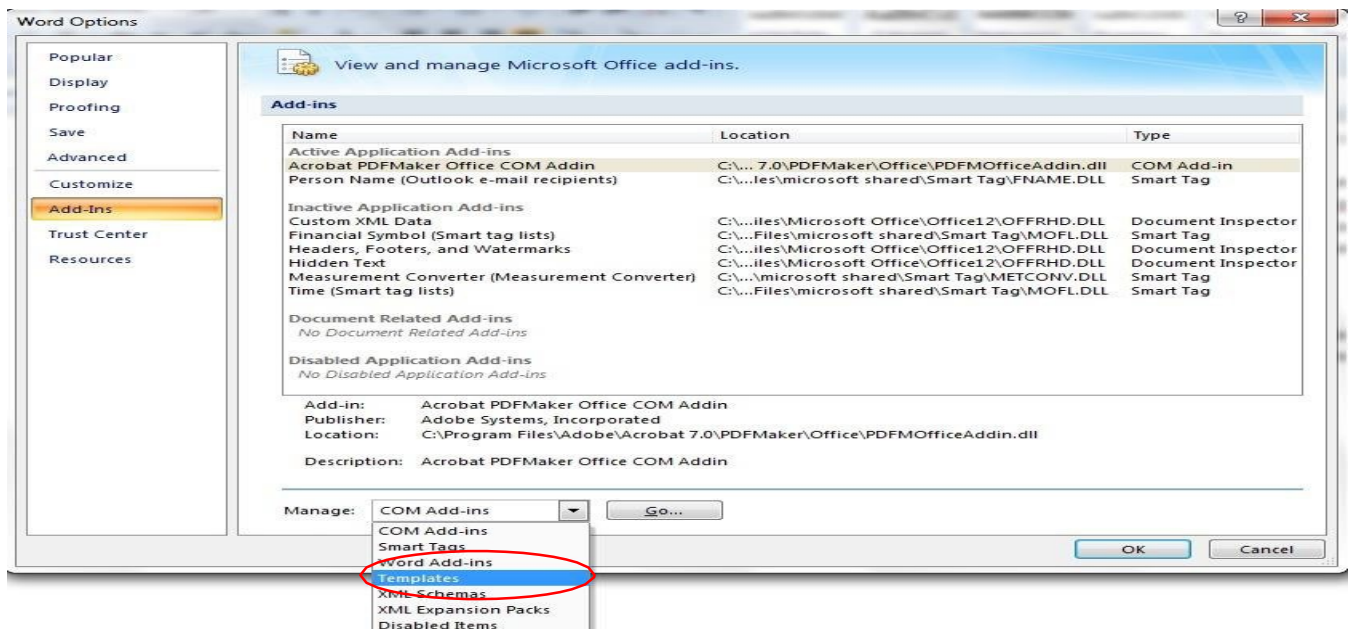 Word Options
Popular
Display
Proofing
Save
Advanced
Customize
Add-Ins
Trust Center
Resources
View and manage Microsoft Office add-ins.
Add-ins
Name Location Type
Active Application Add-ins
Acrobat PDFMaker Office COM Addin C:\... 7.0\PDFMaker\Office\PDFMOfficeAddin.dll COM Add-in
Person Name (Outlook e-mail recipients) C:\...les\microsoft shared\Smart Tag\FNAME.DLL Smart Tag
Inactive Application Add-ins
Custom XML Data C:\...iles\Microsoft Office\Office12\OFFRHD.DLL Document Inspector
Financial Symbol (Smart tag lists) C:\...Files\microsoft shared\Smart Tag\MOFL.DLL Smart Tag
Headers, Footers, and Watermarks C:\...iles\Microsoft Office\Office12\OFFRHD.DLL Document Inspector
Hidden Text C:\...iles\Microsoft Office\Office12\OFFRHD.DLL Document Inspector
Measurement Converter (Measurement Converter) C:\...\microsoft shared\Smart Tag\METCONV.DLL Smart Tag
Time (Smart tag lists) C:\...Files\microsoft shared\Smart Tag\MOFL.DLL Smart Tag
Document Related Add-ins
No Document Related Add-ins
Disabled Application Add-ins
No Disabled Application Add-ins
Add-in: Acrobat PDFMaker Office COM Addin
Publisher: Adobe Systems, Incorporated
Location: C:\Program Files\Adobe\Acrobat 7.0\PDFMaker\Office\PDFMOfficeAddin.dll
Description: Acrobat PDFMaker Office COM Addin
Manage: COM Add-ins Go...
COM Add-ins
Smart Tags
Word Add-ins
Templates
XML Schemas
XML Expansion Packs
Disabled Items
OK Cancel